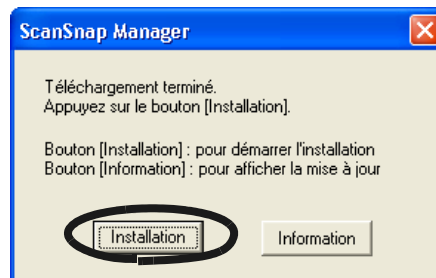 ScanSnap Manager
Téléchargement terminé.
Appuyez sur le bouton [Installation].
Bouton [Installation] : pour démarrer l'installation
Bouton [Information] : pour afficher la mise à jour
Installation
Information